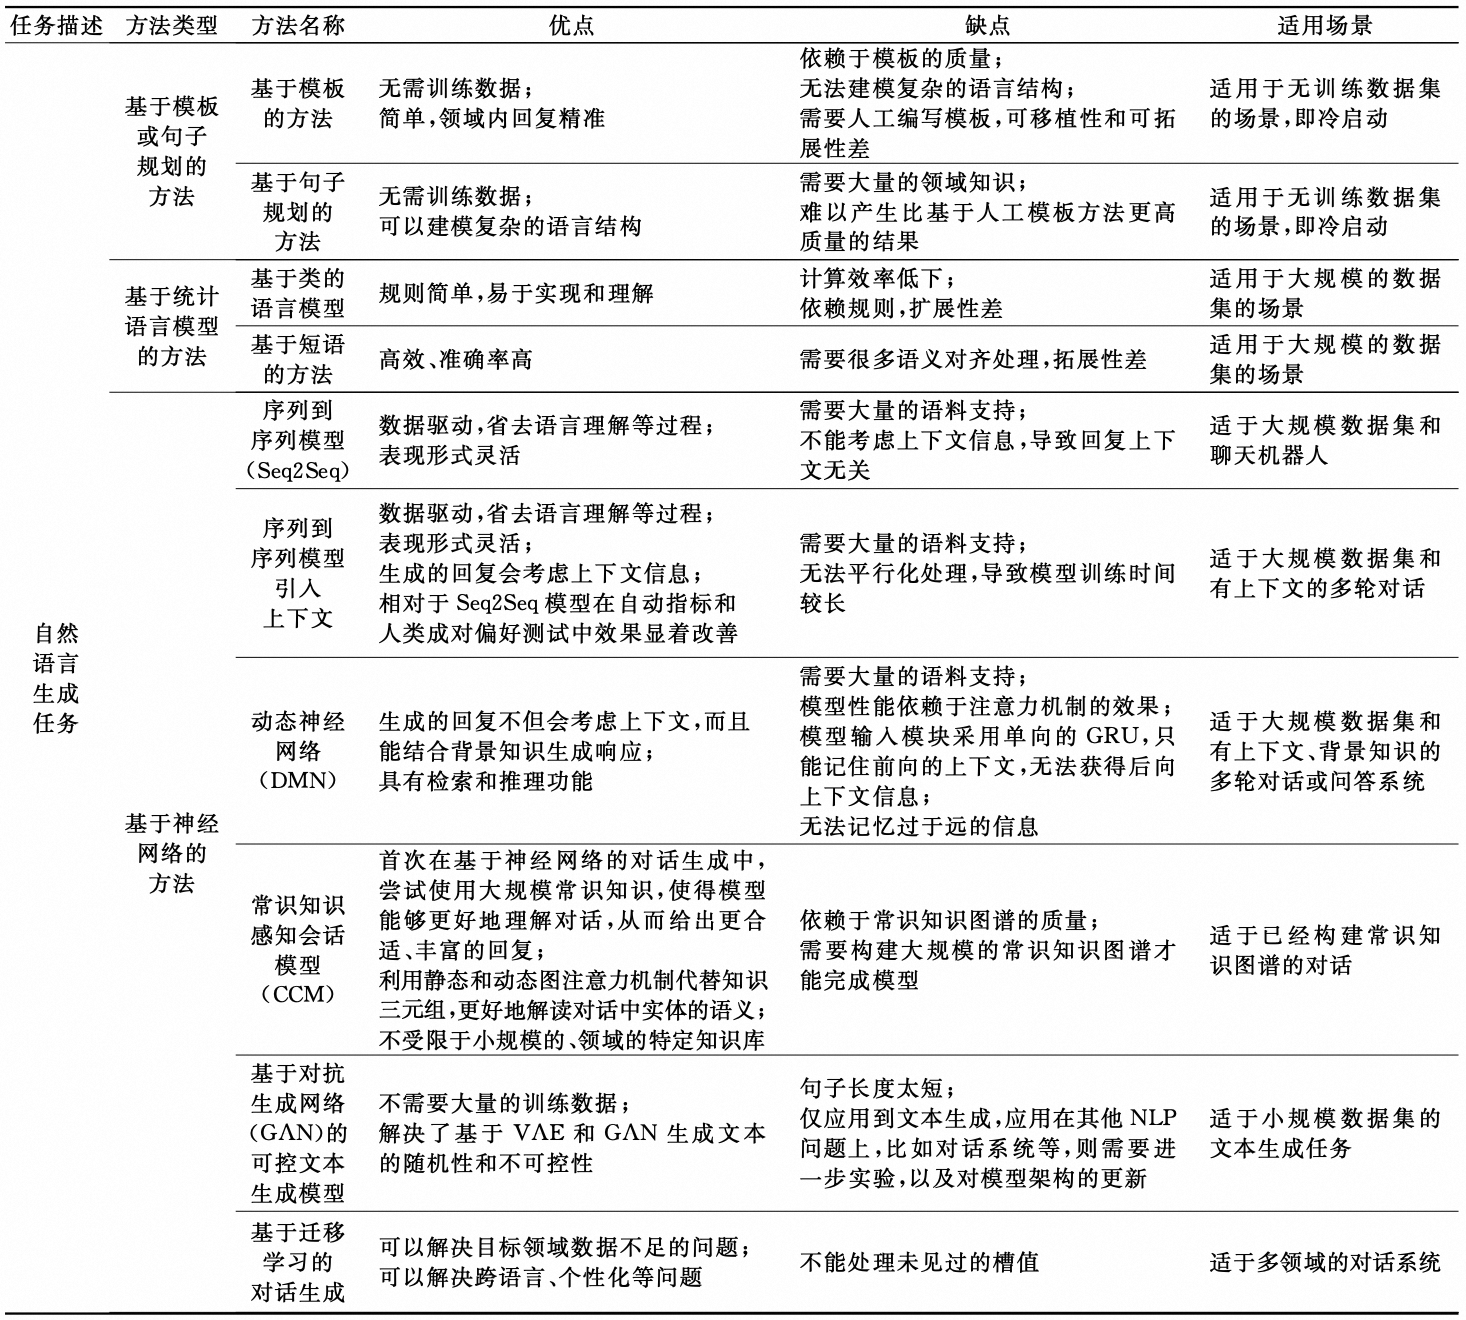 任务描述 方法类型 方法名称 优点 缺点 适用场景
自然
语言
生成
任务
基于模板
或句子
规划的
方法
基于模板
的方法
无需训练数据；
简单，领域内回复精准
依赖于模板的质量；
无法建模复杂的语言结构；
需要人工编写模板，可移植性和可拓
展性差
适用于无训练数据集
的场景，即冷启动
基于句子
规划的
方法
无需训练数据；
可以建模复杂的语言结构
需要大量的领域知识；
难以产生比基于人工模板方法更高
质量的结果
适用于无训练数据集
的场景，即冷启动
基于统计
语言模型
的方法
基于类的
语言模型
规则简单，易于实现和理解
计算效率低下；
依赖规则，扩展性差
适用于大规模的数据
集的场景
基于短语
的方法
高效、准确率高
需要很多语义对齐处理，拓展性差
适用于大规模的数据
集的场景
基于神经
网络的
方法
序列到
序列模型
（Seq2Seq）
数据驱动，省去语言理解等过程；
表现形式灵活
需要大量的语料支持；
不能考虑上下文信息，导致回复上下
文无关
适于大规模数据集和
聊天机器人
序列到
序列模型
引入
上下文
数据驱动，省去语言理解等过程；
表现形式灵活；
生成的回复会考虑上下文信息；
相对于 Seq2Seq 模型在自动指标和
人类成对偏好测试中效果显着改善
需要大量的语料支持；
无法平行化处理，导致模型训练时间
较长
适于大规模数据集和
有上下文的多轮对话
动态神经
网络
（DMN）
生成的回复不但会考虑上下文，而且
能结合背景知识生成响应；
具有检索和推理功能
需要大量的语料支持；
模型性能依赖于注意力机制的效果；
模型输入模块采用单向的 GRU，只
能记住前向的上下文，无法获得后向
上下文信息；
无法记忆过于远的信息
适于大规模数据集和
有上下文、背景知识的
多轮对话或问答系统
常识知识
感知会话
模型
（CCM）
首次在基于神经网络的对话生成中，
尝试使用大规模常识知识，使得模型
能够更好地理解对话，从而给出更合
适、丰富的回复；
利用静态和动态图注意力机制代替知识
三元组，更好地解读对话中实体的语义；
不受限于小规模的、领域的特定知识库
依赖于常识知识图谱的质量；
需要构建大规模的常识知识图谱才
能完成模型
适于已经构建常识知
识图谱的对话
基于对抗
生成网络
（GAN）的
可控文本
生成模型
不需要大量的训练数据；
解决了基于 VAE 和 GAN 生成文本
的随机性和不可控性
句子长度太短；
仅应用到文本生成，应用在其他 NLP
问题上，比如对话系统等，则需要进
一步实验，以及对模型架构的更新
适于小规模数据集的
文本生成任务
基于迁移
学习的
对话生成
可以解决目标领域数据不足的问题；
可以解决跨语言、个性化等问题
不能处理未见过的槽值
适于多领域的对话系统